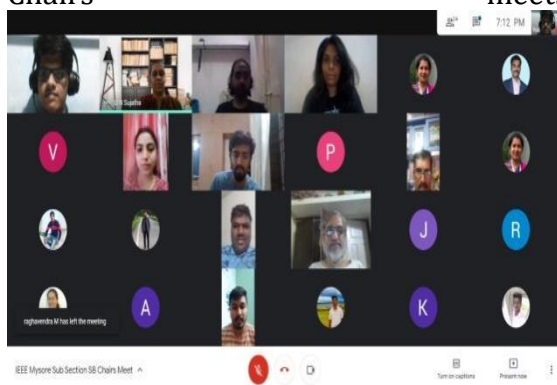 Chairs meet
7:12 PM
Sujatha
V
P
J
R
raghavendra M has left the meeting
A
K
IEEE Mysore Sub Section SB Chairs Meet
Turn on captions
Present now